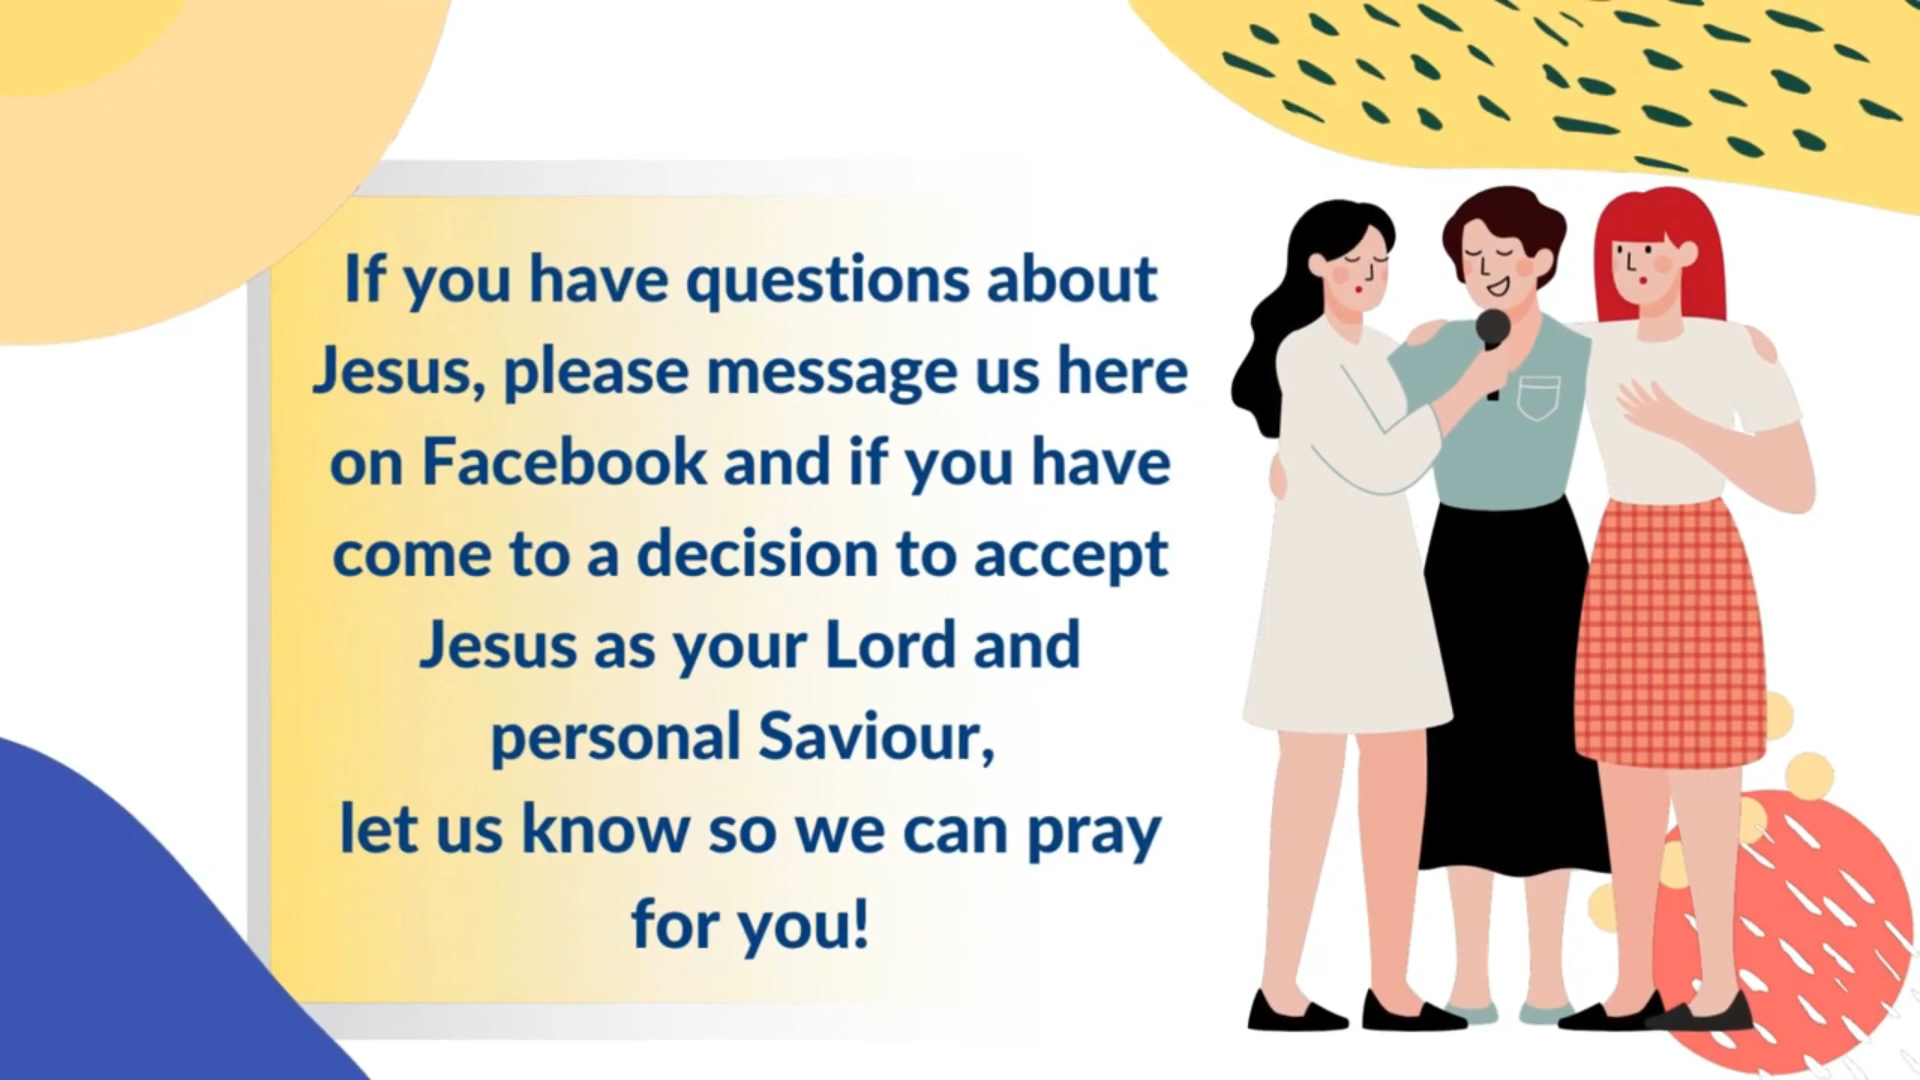 If you have questions about
Jesus, please message us here
on Facebook and if you have
come to a decision to accept
Jesus as your Lord and
personal Saviour,
let us know so we can pray
for you!